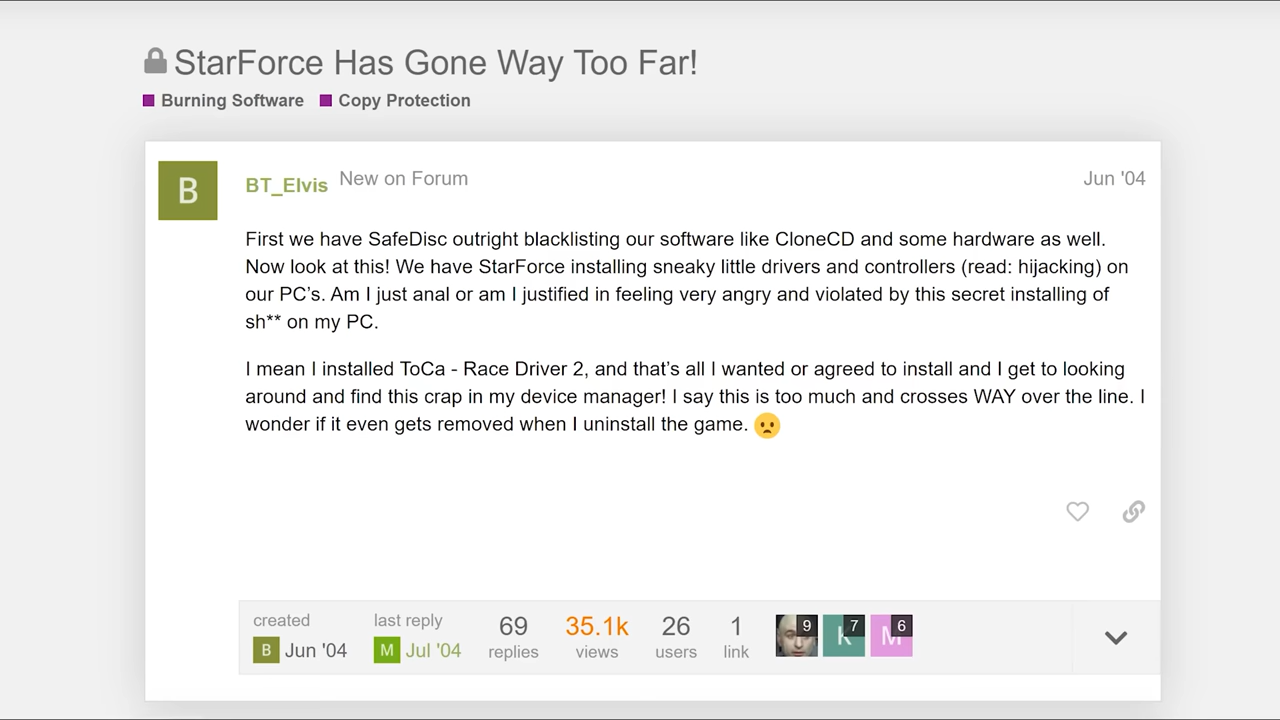 StarForce Has Gone Way Too Far!
Burning Software Copy Protection
B
BT_Elvis New on Forum Jun '04
First we have SafeDisc outright blacklisting our software like CloneCD and some hardware as well.
Now look at this! We have StarForce installing sneaky little drivers and controllers (read: hijacking) on
our PC’s. Am I just anal or am I justified in feeling very angry and violated by this secret installing of
sh** on my PC.
I mean I installed ToCa - Race Driver 2, and that’s all I wanted or agreed to install and I get to looking
around and find this crap in my device manager! I say this is too much and crosses WAY over the line. I
wonder if it even gets removed when I uninstall the game.
created last reply 69 35.1k 26 1 9 K 7 M 6
B Jun '04 M Jul '04 replies views users link